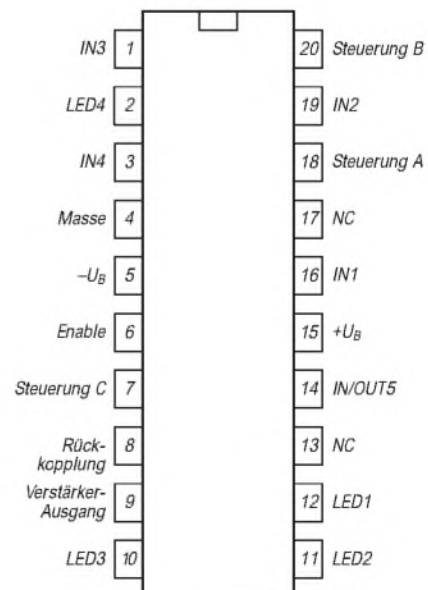 IN3 1
LED4 2
IN4 3
Masse 4
–U_B 5
Enable 6
Steuerung C 7
Rück-
kopplung 8
Verstärker-
Ausgang 9
LED3 10
20 Steuerung B
19 IN2
18 Steuerung A
17 NC
16 IN1
15 +U_B
14 IN/OUT5
13 NC
12 LED1
11 LED2